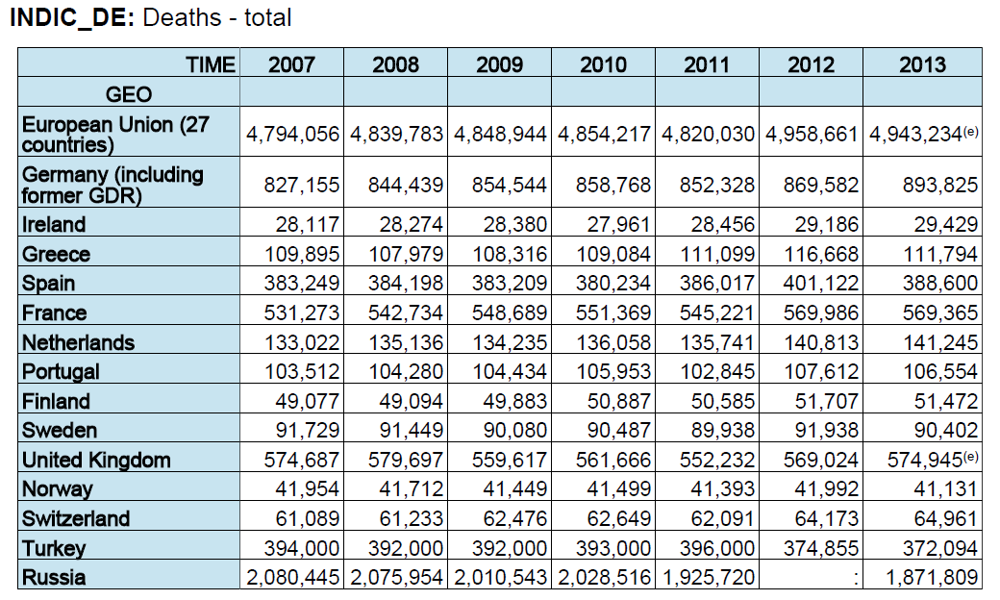 INDIC_DE: Deaths - total
TIME 2007 2008 2009 2010 2011 2012 2013
GEO
European Union (27
countries) 4,794,056 4,839,783 4,848,944 4,854,217 4,820,030 4,958,661 4,943,234(e)
Germany (including
former GDR) 827,155 844,439 854,544 858,768 852,328 869,582 893,825
Ireland 28,117 28,274 28,380 27,961 28,456 29,186 29,429
Greece 109,895 107,979 108,316 109,084 111,099 116,668 111,794
Spain 383,249 384,198 383,209 380,234 386,017 401,122 388,600
France 531,273 542,734 548,689 551,369 545,221 569,986 569,365
Netherlands 133,022 135,136 134,235 136,058 135,741 140,813 141,245
Portugal 103,512 104,280 104,434 105,953 102,845 107,612 106,554
Finland 49,077 49,094 49,883 50,887 50,585 51,707 51,472
Sweden 91,729 91,449 90,080 90,487 89,938 91,938 90,402
United Kingdom 574,687 579,697 559,617 561,666 552,232 569,024 574,945(e)
Norway 41,954 41,712 41,449 41,499 41,393 41,992 41,131
Switzerland 61,089 61,233 62,476 62,649 62,091 64,173 64,961
Turkey 394,000 392,000 392,000 393,000 396,000 374,855 372,094
Russia 2,080,445 2,075,954 2,010,543 2,028,516 1,925,720 : 1,871,809